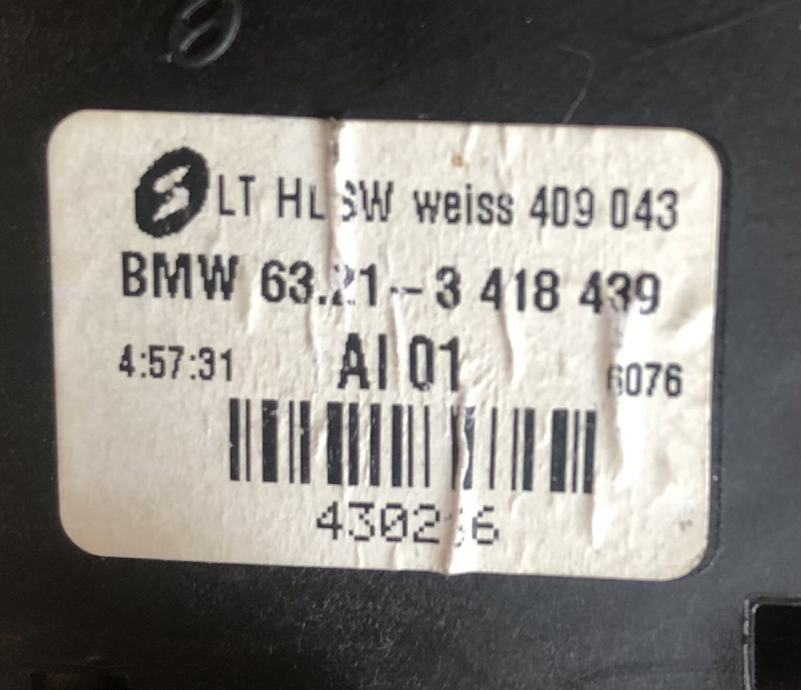 LT HL SW weiss 409 043
BMW 63.21-3 418 439
4:57:31 AI 01 6076